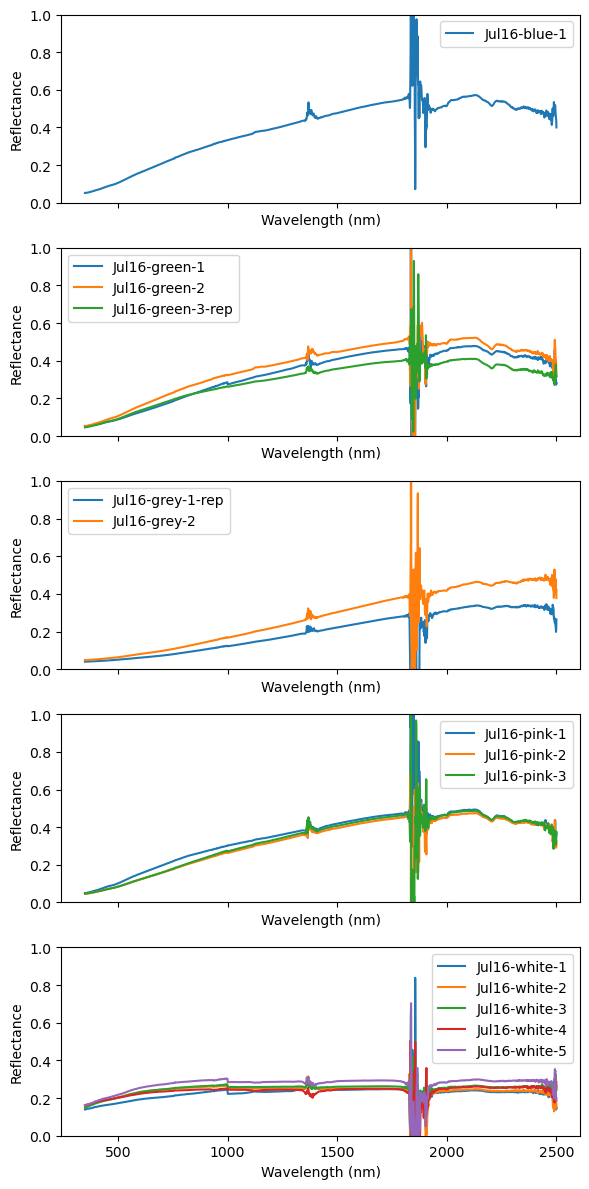 1.0
0.8
0.6
0.4
0.2
0.0
Reflectance
Jul16-blue-1
Wavelength (nm)
1.0
0.8
0.6
0.4
0.2
0.0
Reflectance
Jul16-green-1
Jul16-green-2
Jul16-green-3-rep
Wavelength (nm)
1.0
0.8
0.6
0.4
0.2
0.0
Reflectance
Jul16-grey-1-rep
Jul16-grey-2
Wavelength (nm)
1.0
0.8
0.6
0.4
0.2
0.0
Reflectance
Jul16-pink-1
Jul16-pink-2
Jul16-pink-3
Wavelength (nm)
1.0
0.8
0.6
0.4
0.2
0.0
Reflectance
Jul16-white-1
Jul16-white-2
Jul16-white-3
Jul16-white-4
Jul16-white-5
500 1000 1500 2000 2500
Wavelength (nm)